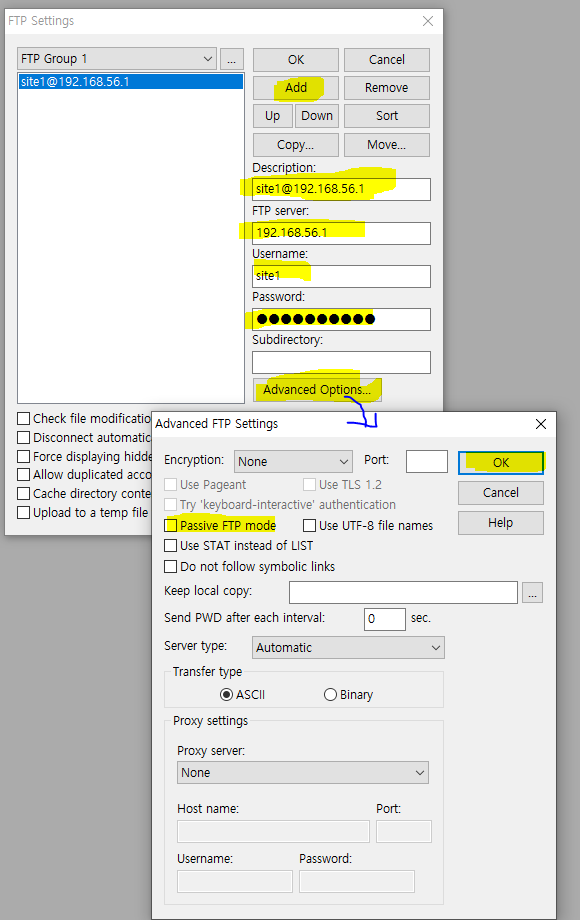 FTP Settings
FTP Group 1
...
OK
Cancel
site1@192.168.56.1
Add
Remove
Up
Down
Sort
Copy...
Move...
Description:
site1@192.168.56.1
FTP server:
192.168.56.1
Username:
site1
Password:
●●●●●●●●●●
Subdirectory:
Advanced Options...
Check file modificatio
Disconnect automatic
Force displaying hidde
Allow duplicated acco
Cache directory conte
Upload to a temp file
Advanced FTP Settings
Encryption:
None
Port:
OK
Use Pageant
Use TLS 1.2
Cancel
Try 'keyboard-interactive' authentication
Passive FTP mode
Use UTF-8 file names
Help
Use STAT instead of LIST
Do not follow symbolic links
Keep local copy:
...
Send PWD after each interval:
0
sec.
Server type:
Automatic
Transfer type
ASCII
Binary
Proxy settings
Proxy server:
None
Host name:
Port:
Username:
Password: